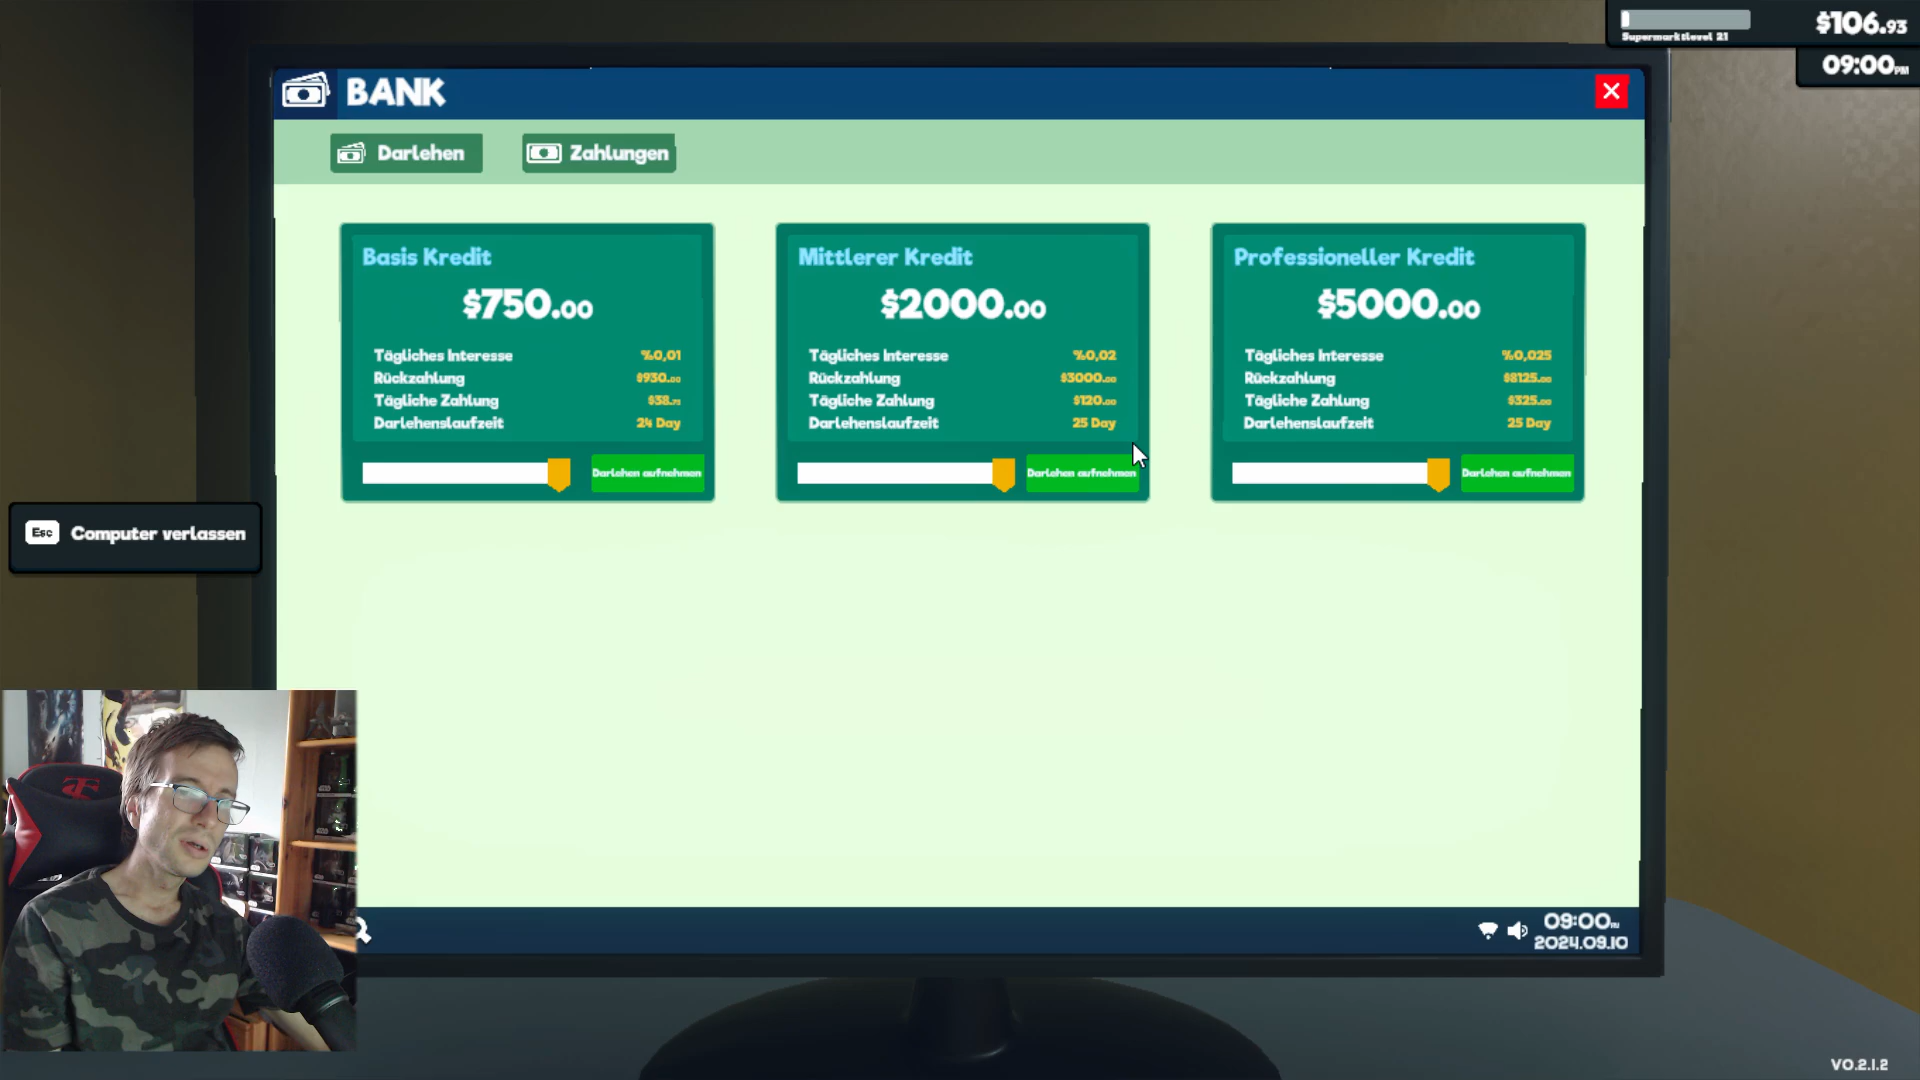 $106.93
Supermarktlevel 21
09:00PM
BANK
Darlehen
Zahlungen
Basis Kredit
$750.00
Tägliches Interesse %0,01
Rückzahlung $930.00
Tägliche Zahlung $38.75
Darlehenslaufzeit 24 Day
Darlehen aufnehmen
Mittlerer Kredit
$2000.00
Tägliches Interesse %0,02
Rückzahlung $3000.00
Tägliche Zahlung $120.00
Darlehenslaufzeit 25 Day
Darlehen aufnehmen
Professioneller Kredit
$5000.00
Tägliches Interesse %0,025
Rückzahlung $8125.00
Tägliche Zahlung $325.00
Darlehenslaufzeit 25 Day
Darlehen aufnehmen
Esc Computer verlassen
09:00PM
2024.09.10
V0.2.1.2